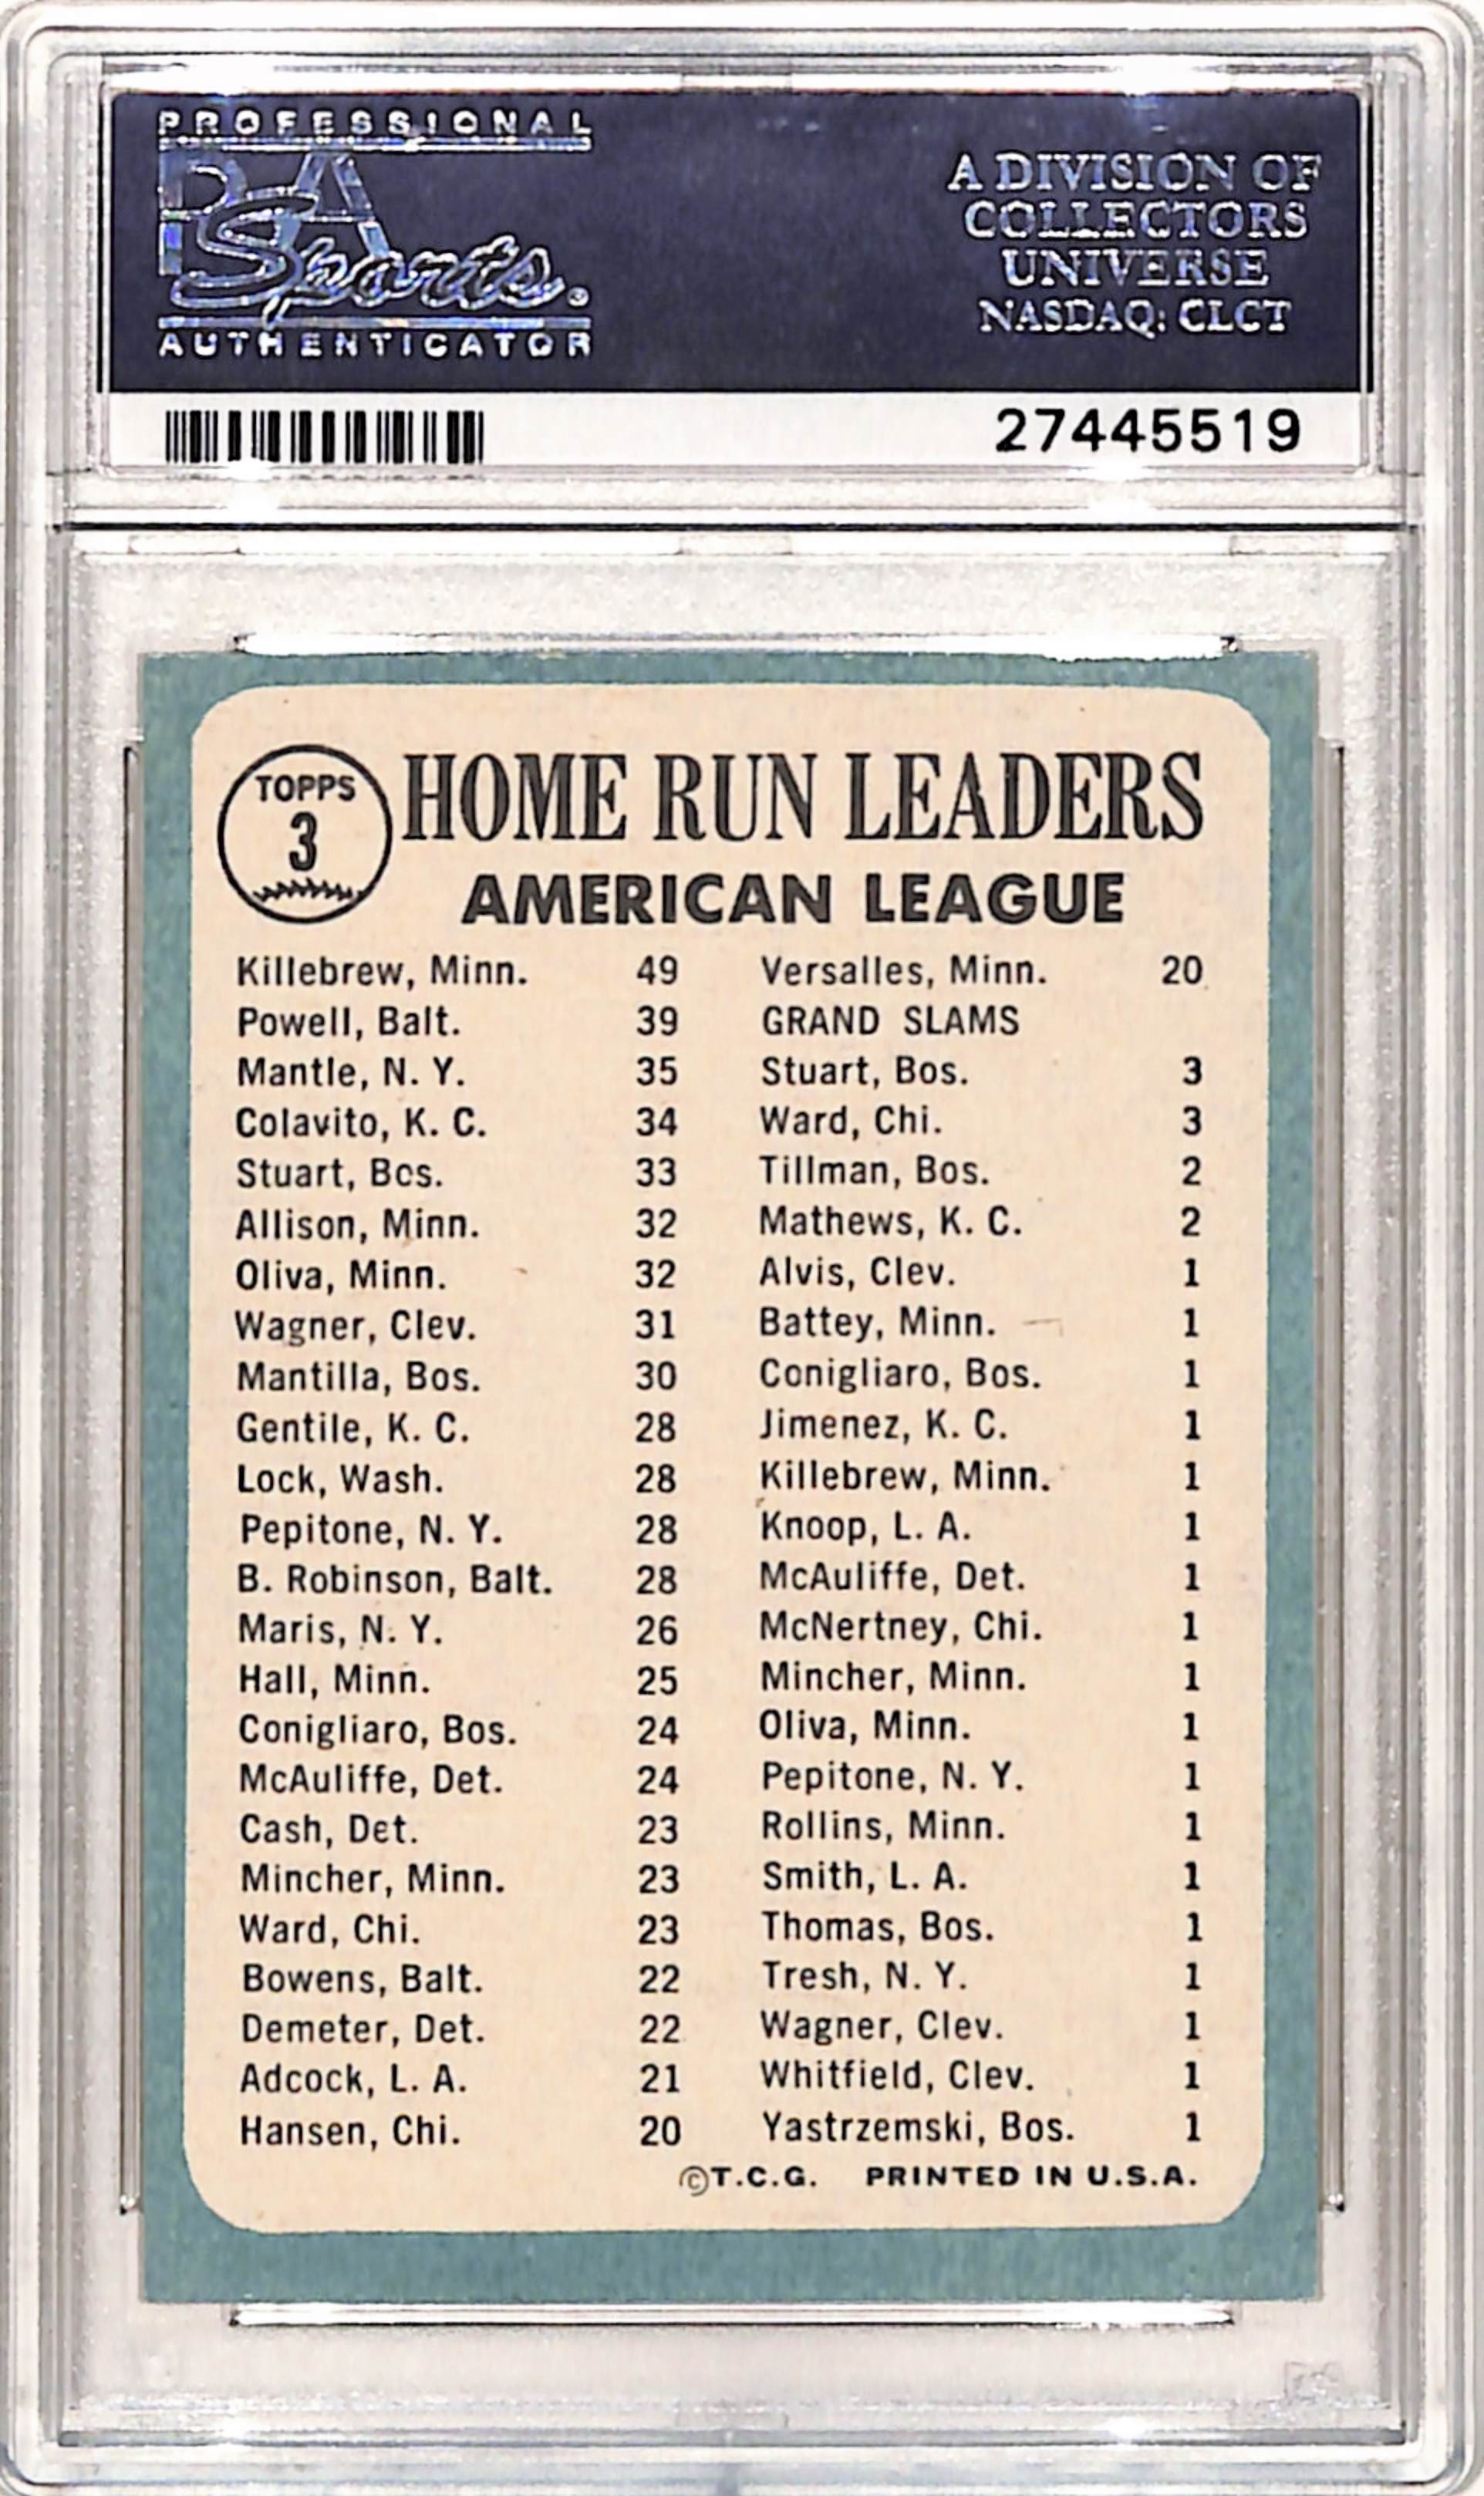 PROFESSIONAL
PSA
Sports®
AUTHENTICATOR
A DIVISION OF
COLLECTORS
UNIVERSE
NASDAQ: CLCT
27445519
TOPPS
3
HOME RUN LEADERS
AMERICAN LEAGUE
Killebrew, Minn. 49
Powell, Balt. 39
Mantle, N. Y. 35
Colavito, K. C. 34
Stuart, Bos. 33
Allison, Minn. 32
Oliva, Minn. 32
Wagner, Clev. 31
Mantilla, Bos. 30
Gentile, K. C. 28
Lock, Wash. 28
Pepitone, N. Y. 28
B. Robinson, Balt. 28
Maris, N. Y. 26
Hall, Minn. 25
Conigliaro, Bos. 24
McAuliffe, Det. 24
Cash, Det. 23
Mincher, Minn. 23
Ward, Chi. 23
Bowens, Balt. 22
Demeter, Det. 22
Adcock, L. A. 21
Hansen, Chi. 20
Versalles, Minn. 20
GRAND SLAMS
Stuart, Bos. 3
Ward, Chi. 3
Tillman, Bos. 2
Mathews, K. C. 2
Alvis, Clev. 1
Battey, Minn. 1
Conigliaro, Bos. 1
Jimenez, K. C. 1
Killebrew, Minn. 1
Knoop, L. A. 1
McAuliffe, Det. 1
McNertney, Chi. 1
Mincher, Minn. 1
Oliva, Minn. 1
Pepitone, N. Y. 1
Rollins, Minn. 1
Smith, L. A. 1
Thomas, Bos. 1
Tresh, N. Y. 1
Wagner, Clev. 1
Whitfield, Clev. 1
Yastrzemski, Bos. 1
©T.C.G. PRINTED IN U.S.A.